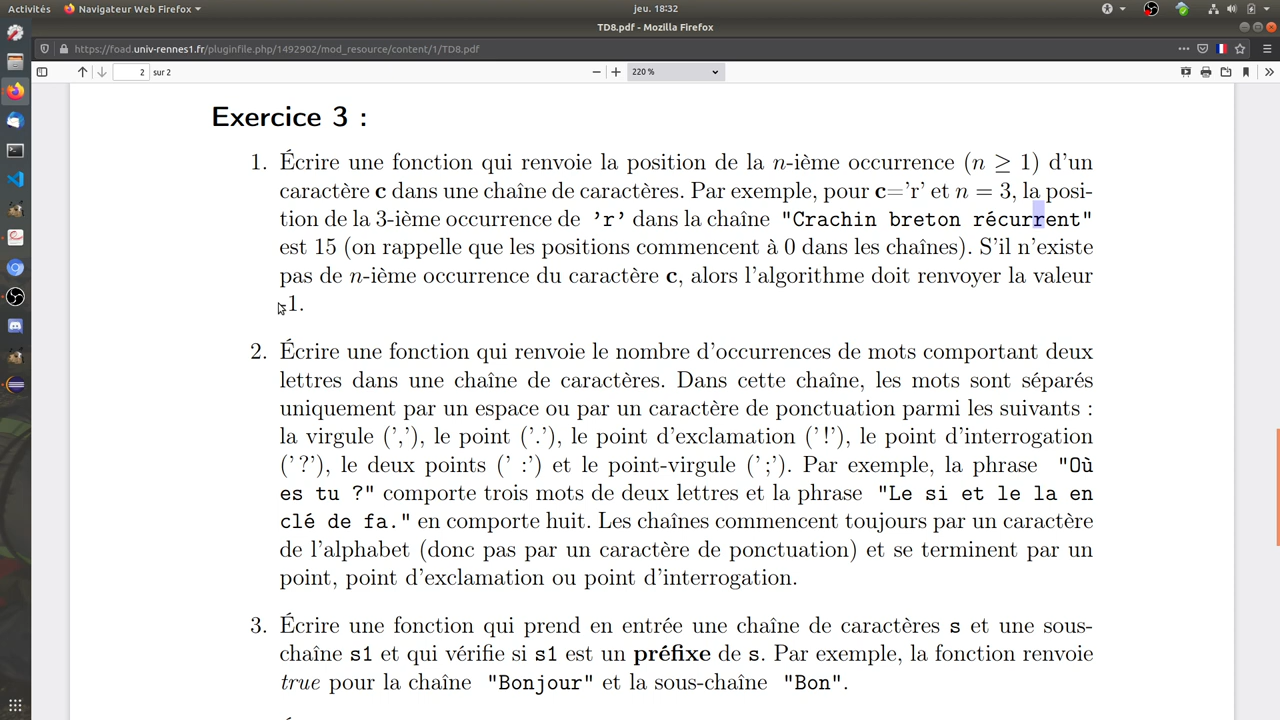 Activités
Navigateur Web Firefox
jeu. 18:32
TD8.pdf - Mozilla Firefox
https://foad.univ-rennes1.fr/pluginfile.php/1492902/mod_resource/content/1/TD8.pdf
2 sur 2
220 %
Exercice 3 :
1. Écrire une fonction qui renvoie la position de la n-ième occurrence (n ≥ 1) d'un
caractère c dans une chaîne de caractères. Par exemple, pour c='r' et n = 3, la posi-
tion de la 3-ième occurrence de 'r' dans la chaîne "Crachin breton récurrent"
est 15 (on rappelle que les positions commencent à 0 dans les chaînes). S'il n'existe
pas de n-ième occurrence du caractère c, alors l'algorithme doit renvoyer la valeur
-1.
2. Écrire une fonction qui renvoie le nombre d'occurrences de mots comportant deux
lettres dans une chaîne de caractères. Dans cette chaîne, les mots sont séparés
uniquement par un espace ou par un caractère de ponctuation parmi les suivants :
la virgule (','), le point ('.'), le point d'exclamation (' !'), le point d'interrogation
(' ?'), le deux points (' :') et le point-virgule (' ;'). Par exemple, la phrase "Où
es tu ?" comporte trois mots de deux lettres et la phrase "Le si et le la en
clé de fa." en comporte huit. Les chaînes commencent toujours par un caractère
de l'alphabet (donc pas par un caractère de ponctuation) et se terminent par un
point, point d'exclamation ou point d'interrogation.
3. Écrire une fonction qui prend en entrée une chaîne de caractères s et une sous-
chaîne s1 et qui vérifie si s1 est un préfixe de s. Par exemple, la fonction renvoie
true pour la chaîne "Bonjour" et la sous-chaîne "Bon".